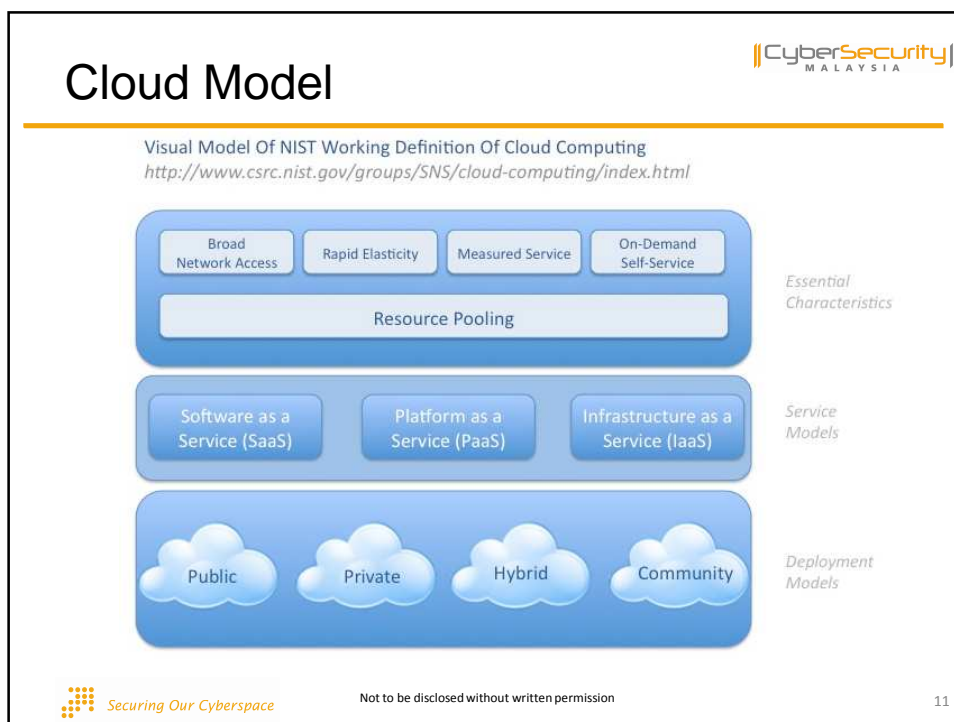 Cloud Model
CyberSecurity
MALAYSIA
Visual Model Of NIST Working Definition Of Cloud Computing
http://www.csrc.nist.gov/groups/SNS/cloud-computing/index.html
Broad
Network Access
Rapid Elasticity
Measured Service
On-Demand
Self-Service
Resource Pooling
Essential
Characteristics
Software as a
Service (SaaS)
Platform as a
Service (PaaS)
Infrastructure as a
Service (IaaS)
Service
Models
Public
Private
Hybrid
Community
Deployment
Models
Securing Our Cyberspace
Not to be disclosed without written permission
11